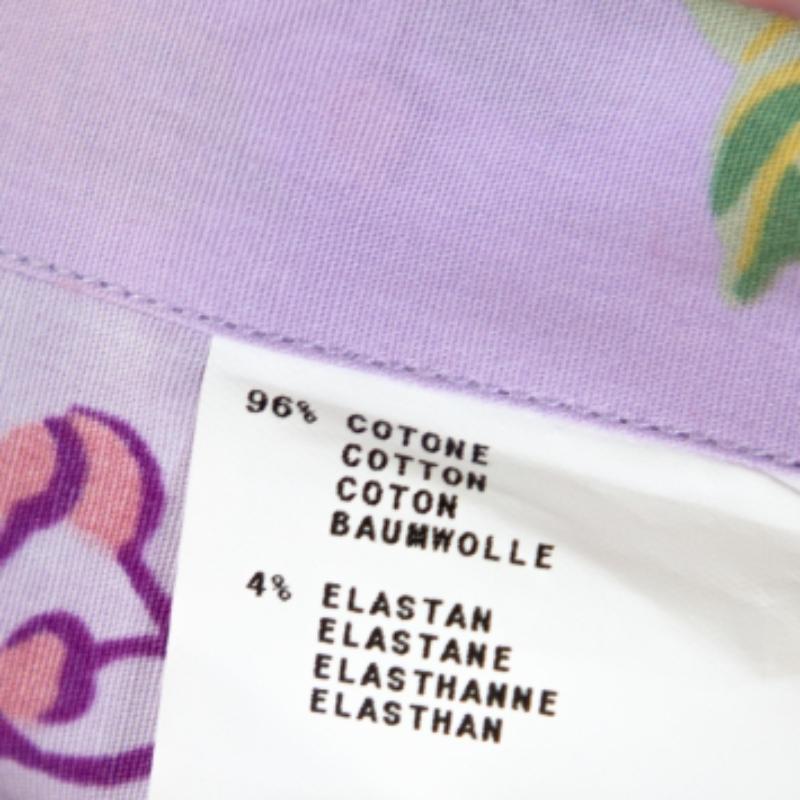 96% COTONE
COTTON
COTON
BAUMWOLLE
4% ELASTAN
ELASTANE
ELASTHANNE
ELASTHAN